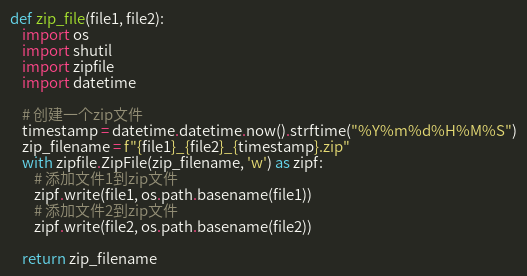 def zip_file(file1, file2):
    import os
    import shutil
    import zipfile
    import datetime

    # 创建一个zip文件
    timestamp = datetime.datetime.now().strftime("%Y%m%d%H%M%S")
    zip_filename = f"{file1}_{file2}_{timestamp}.zip"
    with zipfile.ZipFile(zip_filename, 'w') as zipf:
        # 添加文件1到zip文件
        zipf.write(file1, os.path.basename(file1))
        # 添加文件2到zip文件
        zipf.write(file2, os.path.basename(file2))

    return zip_filename